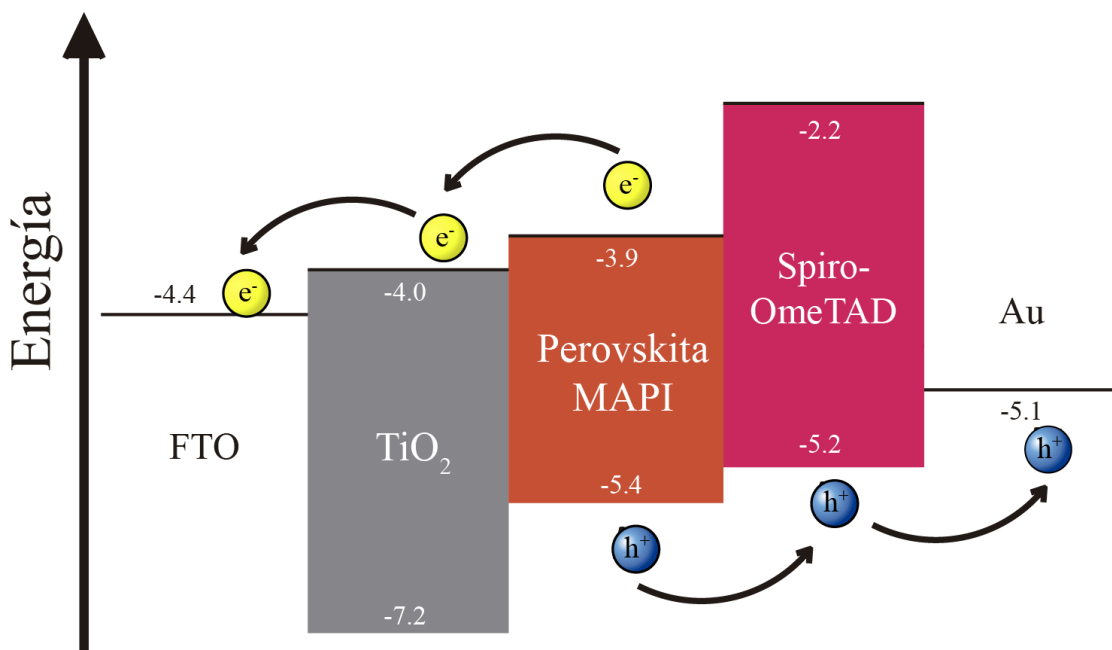 Energía
-4.4
e-
FTO
e-
-4.0
TiO2
-7.2
e-
-3.9
Perovskita
MAPI
-5.4
h+
-2.2
Spiro-
OmeTAD
-5.2
h+
Au
-5.1
h+